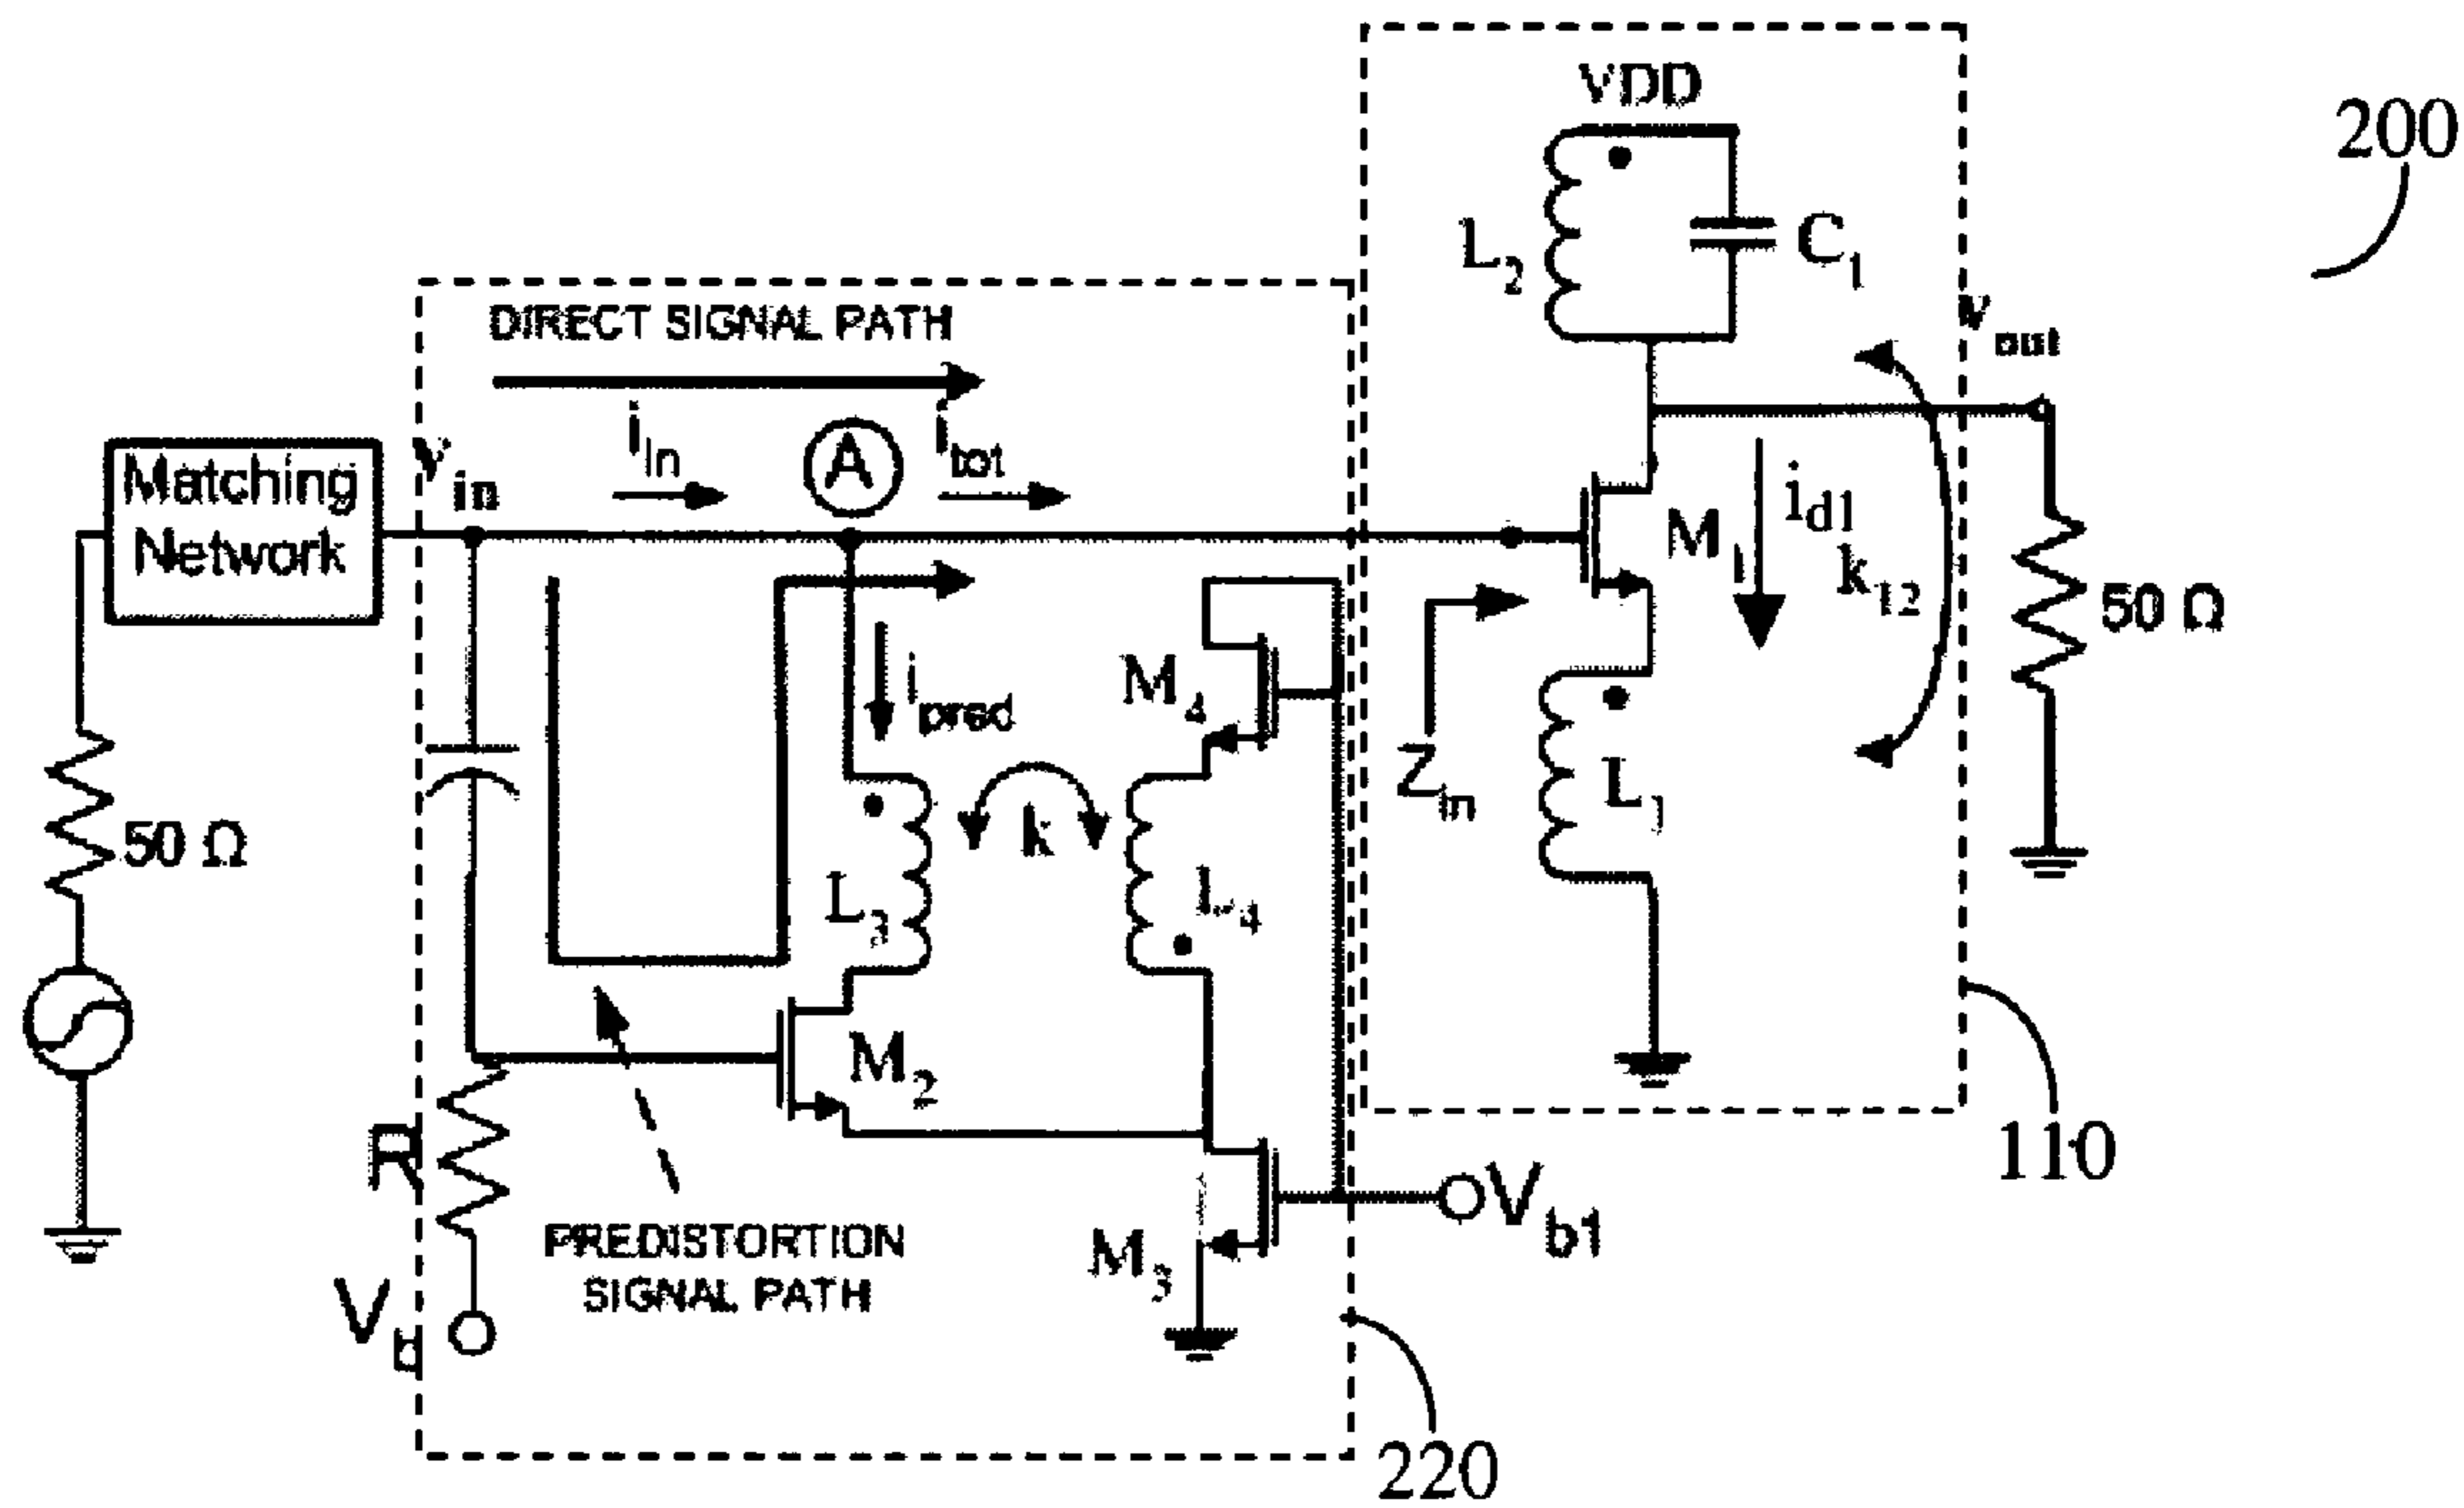 VDD
200
L2
C1
DIRECT SIGNAL PATH
vout
iin
A
itot
Matching
Network
vin
M1
id1
k12
50 Ω
M4
ipred
Zin
L1
k
50 Ω
L3
L4
M2
110
R
Vb1
PREDISTORTION
SIGNAL PATH
M3
Vb
220